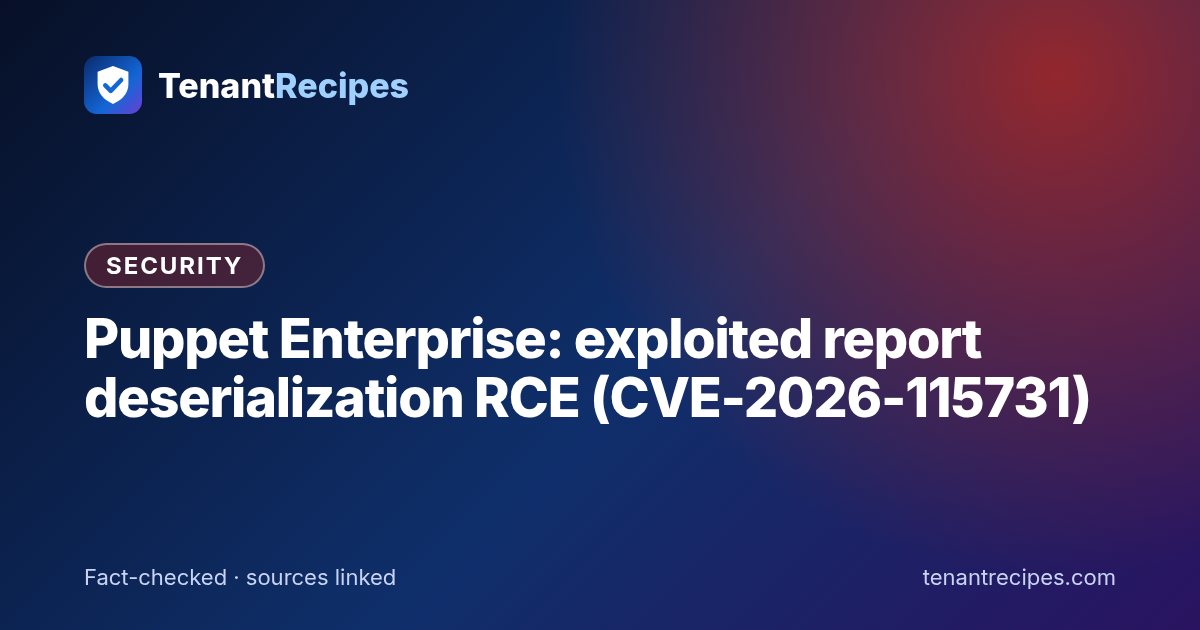 TenantRecipes
SECURITY
Puppet Enterprise: exploited report
deserialization RCE (CVE-2026-115731)
Fact-checked · sources linked
tenantrecipes.com